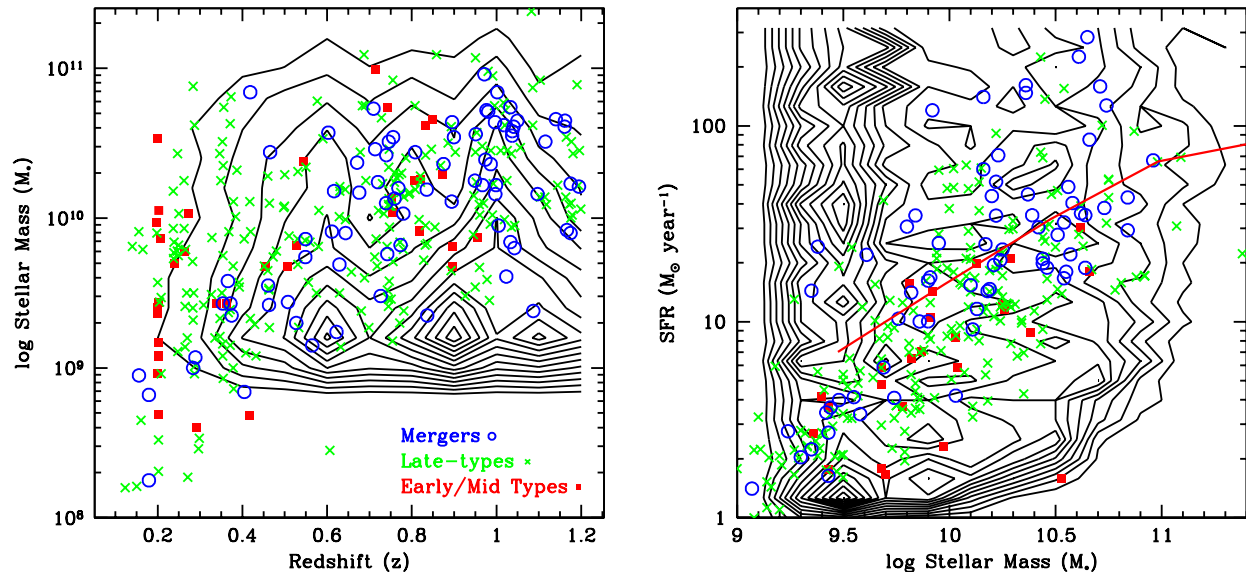 10¹¹
10¹⁰
10⁹
10⁸
log Stellar Mass (M*)
0.2 0.4 0.6 0.8 1 1.2
Redshift (z)
Mergers
Late-types
Early/Mid Types
100
10
1
SFR (M☉ year⁻¹)
9 9.5 10 10.5 11
log Stellar Mass (M*)